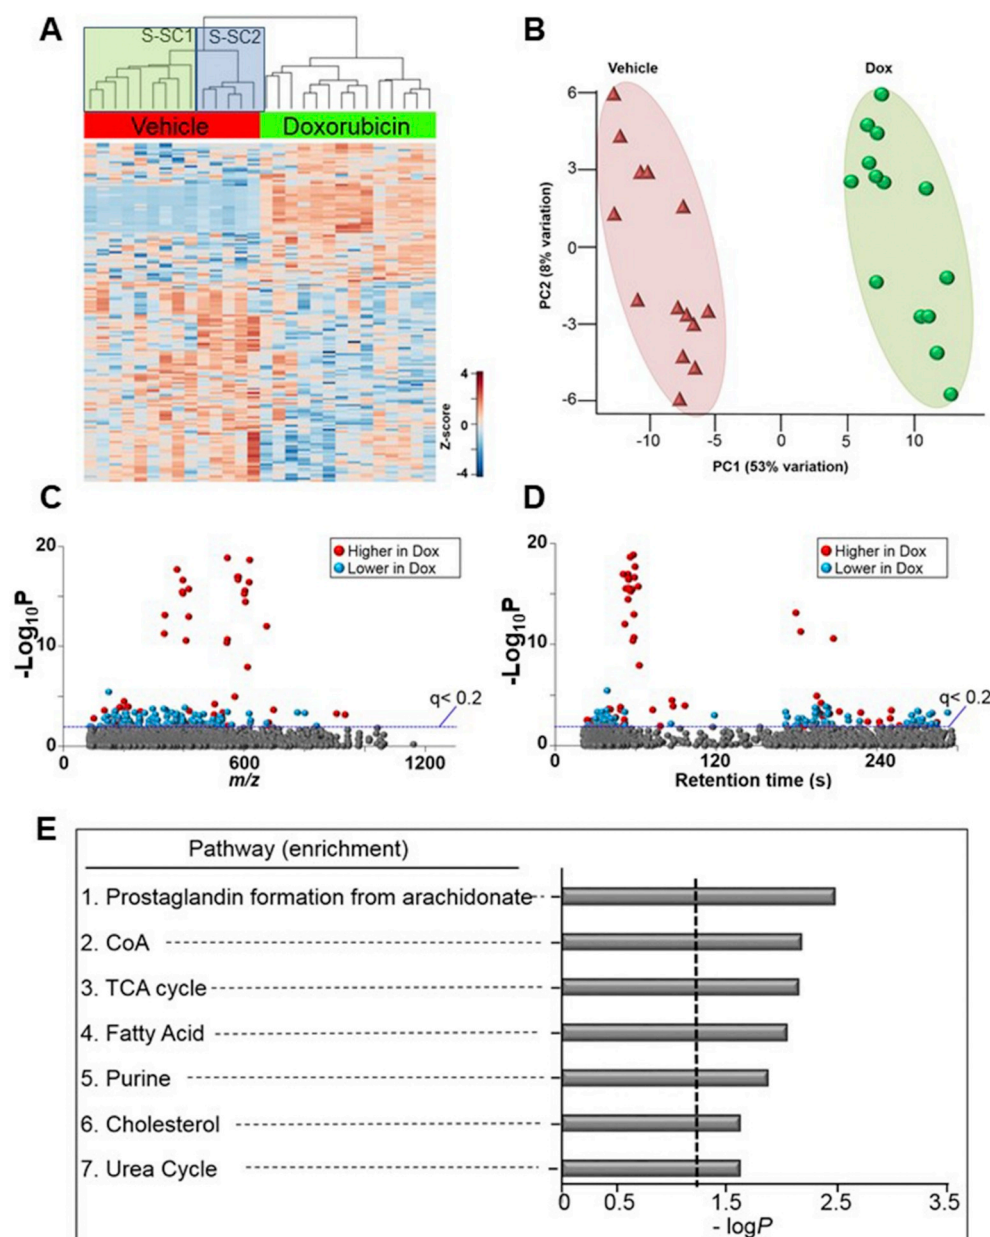 A
S-SC1
S-SC2
Vehicle
Doxorubicin
4
0
-4
Z-score
B
Vehicle
Dox
6
3
0
-3
-6
PC2 (8% variation)
-10
-5
0
5
10
PC1 (53% variation)
C
20
10
0
-Log10P
Higher in Dox
Lower in Dox
q< 0.2
0
600
1200
m/z
D
20
10
0
-Log10P
Higher in Dox
Lower in Dox
q< 0.2
0
120
240
Retention time (s)
E
Pathway (enrichment)
1. Prostaglandin formation from arachidonate
2. CoA
3. TCA cycle
4. Fatty Acid
5. Purine
6. Cholesterol
7. Urea Cycle
0
0.5
1.5
2.5
3.5
- logP